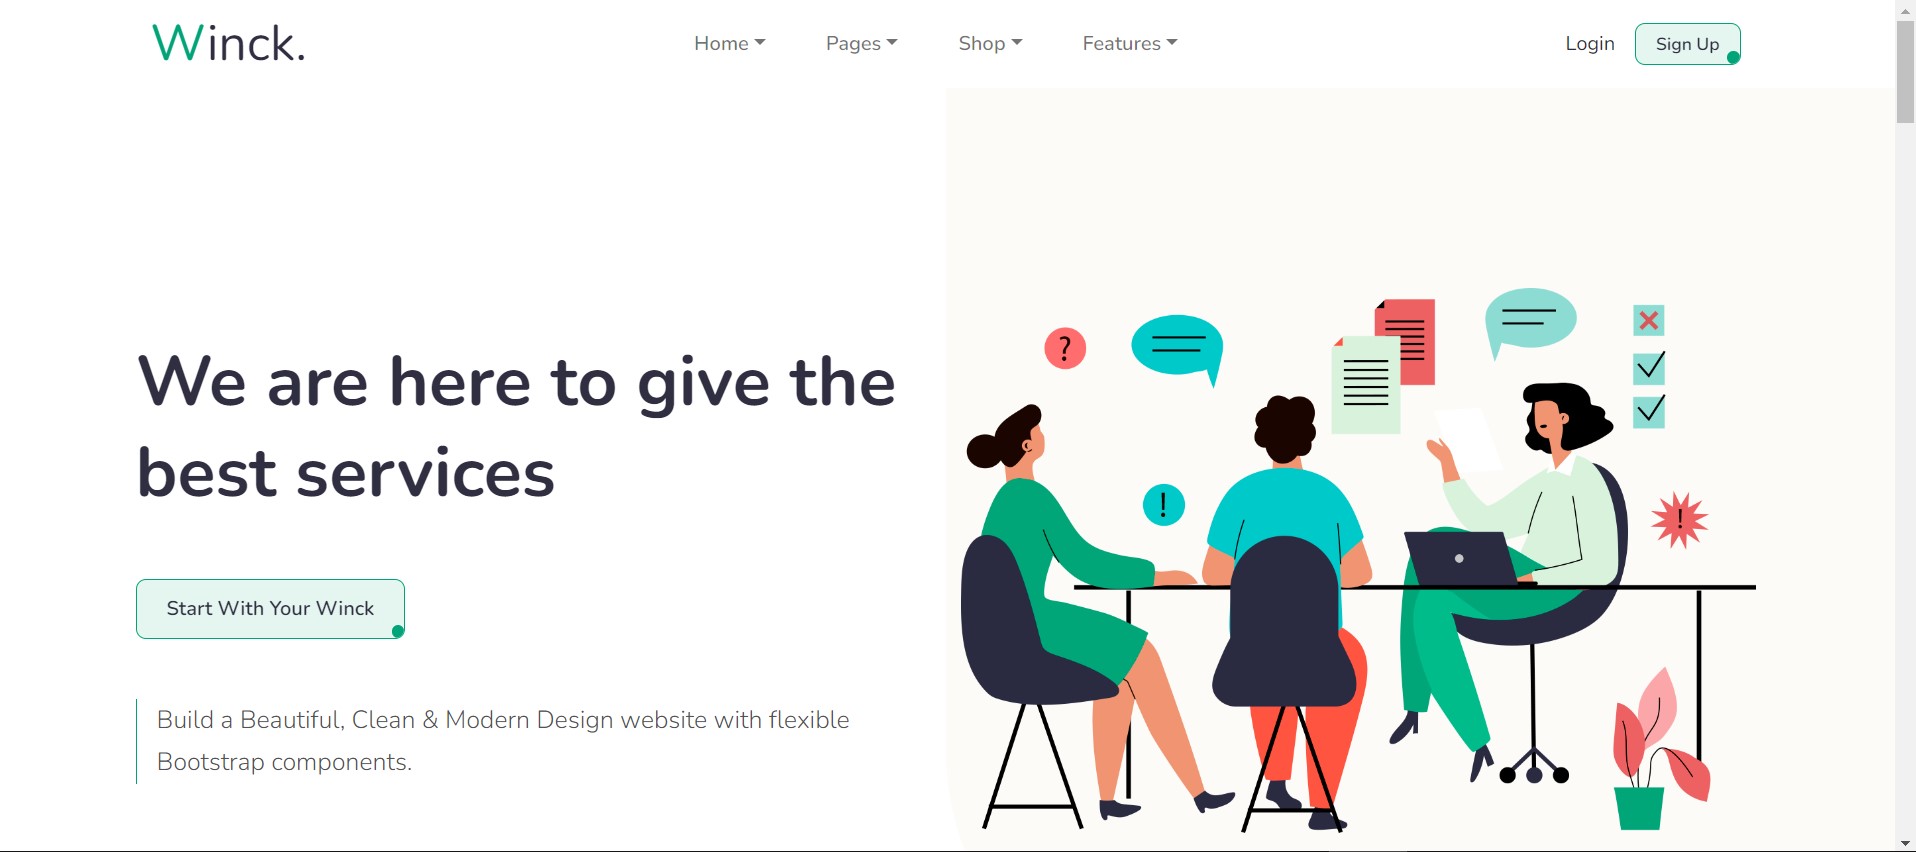 Winck.
Home
Pages
Shop
Features
Login
Sign Up
We are here to give the
best services
Start With Your Winck
Build a Beautiful, Clean & Modern Design website with flexible
Bootstrap components.
?
!
!